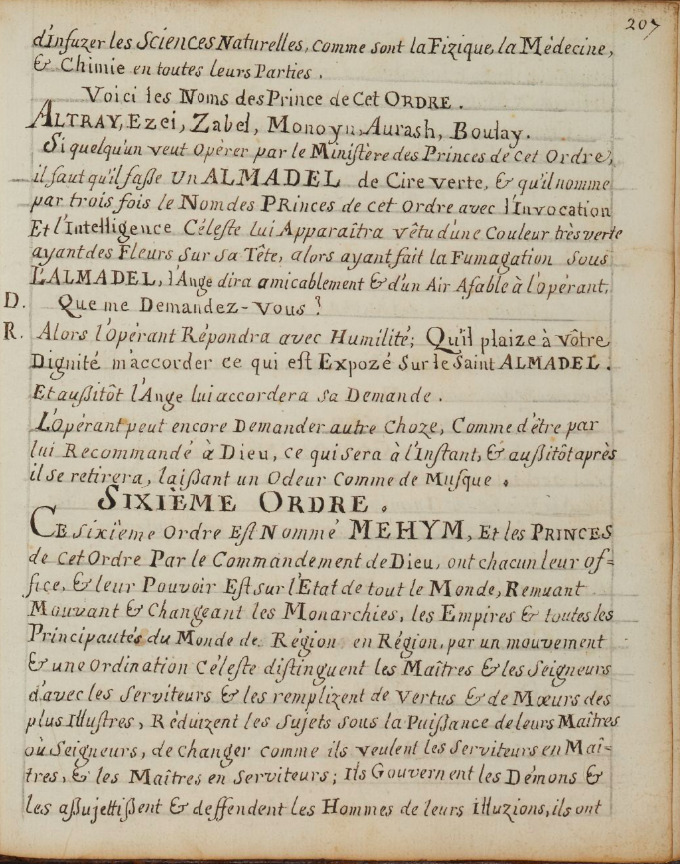 207
d'Infuzer les Sciences Naturelles, comme sont la Fizique, la Médecine,
& Chimie en toutes leurs Parties.
Voici les Noms des Prince de Cet ORDRE.
ALTRAY, Ezei, Zabel, Monoyn, Aurash, Boulay.
Si quelqu'un veut Opèrer par le Ministère des Princes de cet Ordre,
il faut qu'il faße un ALMADEL de Cire verte, & qu'il nomme
par trois fois le Nom des PRinces de cet Ordre avec l'Invocation
Et l'Intelligence Céleste lui Apparaîtra vêtu d'une Couleur très verte
ayant des Fleurs sur sa Tête, alors ayant fait la Fumagation sous
L'ALMADEL, l'Ange dira amicablement & d'un Air Afable à l'opérant,
D. Que me Demandez-Vous?
R. Alors l'Opérant Répondra avec Humilité; Qu'il plaize à vôtre
Dignité m'accorder ce qui est Expozé Sur le Saint ALMADEL.
Et außitôt l'Ange lui accordera sa Demande.
L'Opérant peut encore Demander autre Choze, Comme d'être par
lui Recommandé à Dieu, ce qui sera à l'Instant, & außitôt après
il se retirera, laißant un Odeur Comme de Musque.
SIXIÈME ORDRE.
CE sixième Ordre Est Nommé MEHYM, Et les PRINCES
de cet Ordre Par le Commandement de Dieu, ont chacun leur of=
fice, & leur Pouvoir Est sur l'Etat de tout le Monde, Remuant
Mouvant & Changeant les Monarchies, les Empires & toutes les
Principautés du Monde de Région en Région, par un mouvement
& une Ordination Céleste distinguent les Maîtres & les Seigneurs
d'avec les Serviteurs & les remplizent de Vertus & de Mœurs des
plus Illustres, Réduizent les Sujets sous la Puißance de leurs Maîtres
où Seigneurs, de changer comme ils veulent les Serviteurs en Maî=
tres, & les Maîtres en Serviteurs; Ils Gouvernent les Démons &
les aßujettißent & deffendent les Hommes de leurs illuzions, ils ont